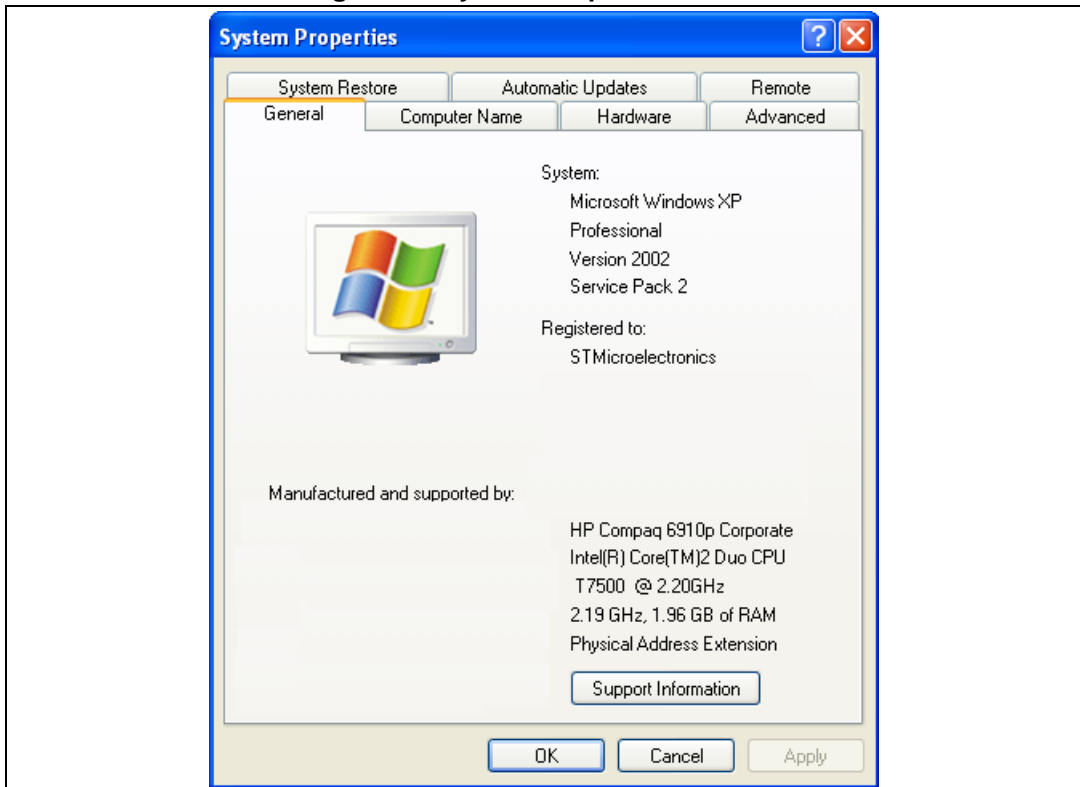 System Properties
System Restore Automatic Updates Remote
General Computer Name Hardware Advanced
System:
Microsoft Windows XP
Professional
Version 2002
Service Pack 2
Registered to:
STMicroelectronics
Manufactured and supported by:
HP Compaq 6910p Corporate
Intel(R) Core(TM)2 Duo CPU
T7500 @ 2.20GHz
2.19 GHz, 1.96 GB of RAM
Physical Address Extension
Support Information
OK Cancel Apply